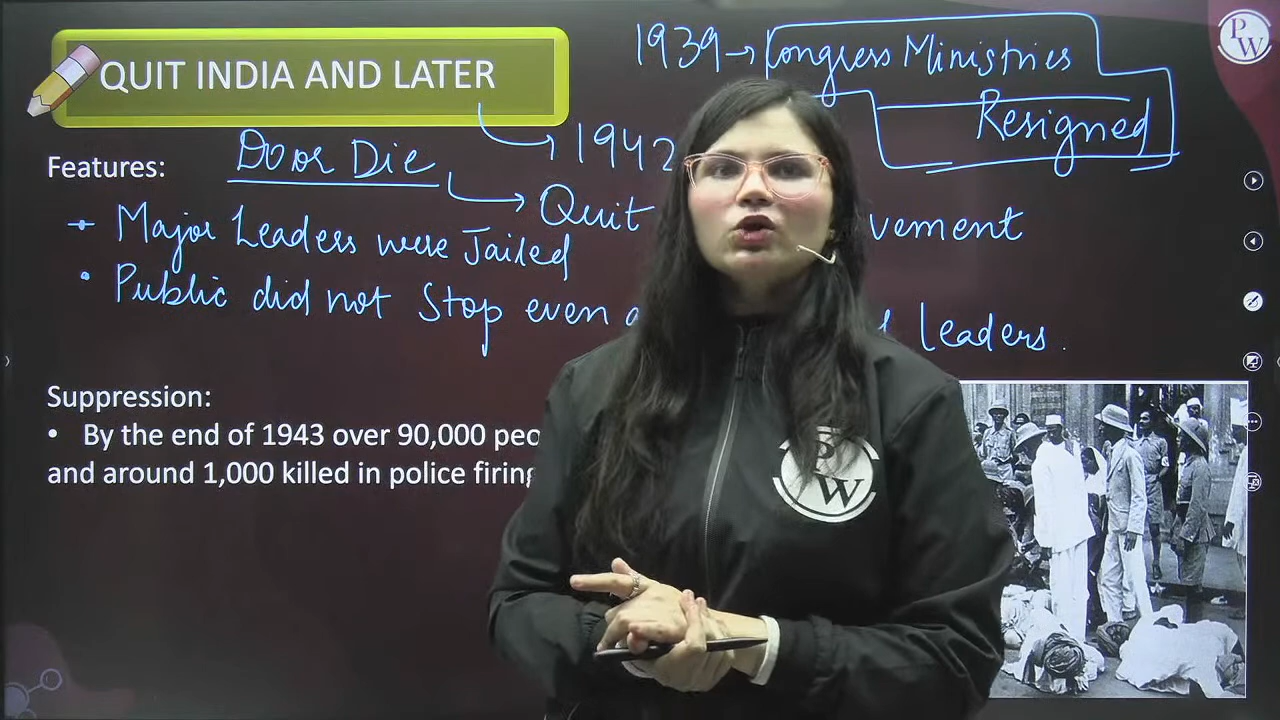 1939 → Congress Ministries
Resigned
PW
QUIT INDIA AND LATER
→ 1942
Features: Do or Die
→ Quit
vement
+ Major Leaders were Jailed
• Public did not Stop even
leaders.
Suppression:
• By the end of 1943 over 90,000 peo
and around 1,000 killed in police firing
PW